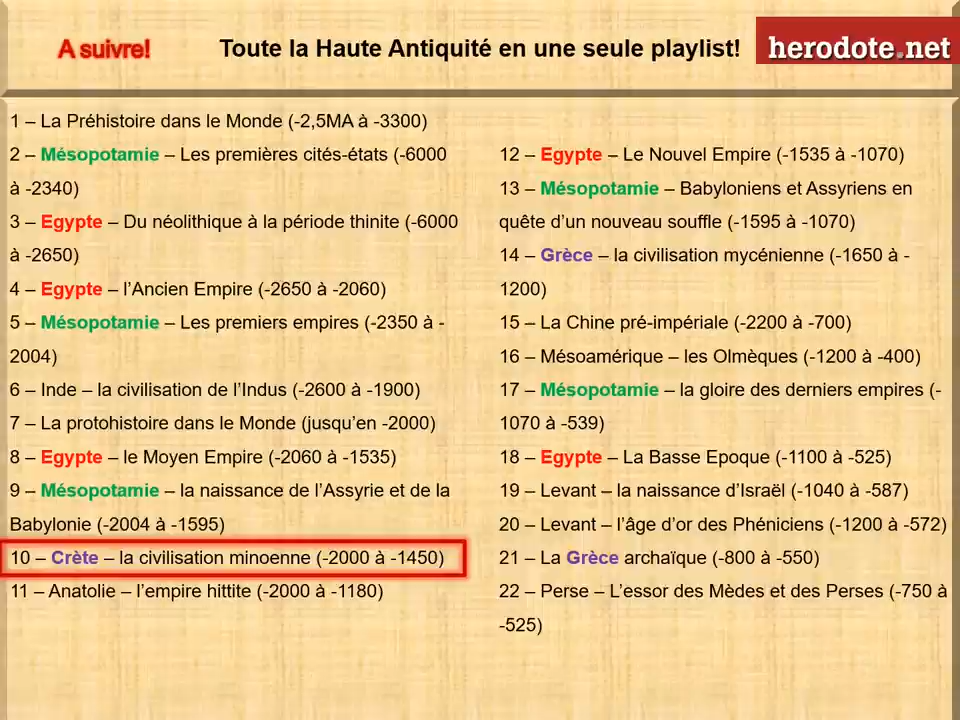 A suivre!
Toute la Haute Antiquité en une seule playlist!
herodote.net
1 – La Préhistoire dans le Monde (-2,5MA à -3300)
2 – Mésopotamie – Les premières cités-états (-6000
à -2340)
3 – Egypte – Du néolithique à la période thinite (-6000
à -2650)
4 – Egypte – l’Ancien Empire (-2650 à -2060)
5 – Mésopotamie – Les premiers empires (-2350 à -
2004)
6 – Inde – la civilisation de l’Indus (-2600 à -1900)
7 – La protohistoire dans le Monde (jusqu’en -2000)
8 – Egypte – le Moyen Empire (-2060 à -1535)
9 – Mésopotamie – la naissance de l’Assyrie et de la
Babylonie (-2004 à -1595)
10 – Crète – la civilisation minoenne (-2000 à -1450)
11 – Anatolie – l’empire hittite (-2000 à -1180)
12 – Egypte – Le Nouvel Empire (-1535 à -1070)
13 – Mésopotamie – Babyloniens et Assyriens en
quête d’un nouveau souffle (-1595 à -1070)
14 – Grèce – la civilisation mycénienne (-1650 à -
1200)
15 – La Chine pré-impériale (-2200 à -700)
16 – Mésoamérique – les Olmèques (-1200 à -400)
17 – Mésopotamie – la gloire des derniers empires (-
1070 à -539)
18 – Egypte – La Basse Epoque (-1100 à -525)
19 – Levant – la naissance d’Israël (-1040 à -587)
20 – Levant – l’âge d’or des Phéniciens (-1200 à -572)
21 – La Grèce archaïque (-800 à -550)
22 – Perse – L’essor des Mèdes et des Perses (-750 à
-525)